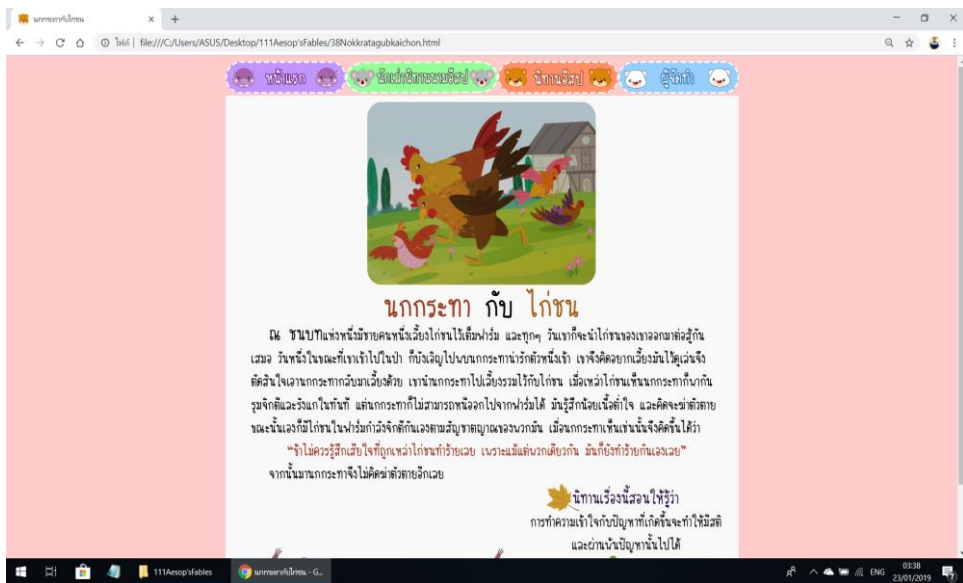 นกกระทากับไก่ชน
ไฟล์ | file:///C:/Users/ASUS/Desktop/111Aesop'sFables/38Nokkratagubkaichon.html
หน้าแรก นักเล่านิทานนามอีสป นิทานอีสป ผู้จัดทำ
นกกระทา กับ ไก่ชน
ณ ชนบทแห่งหนึ่งมีชายคนหนึ่งเลี้ยงไก่ชนไว้เต็มฟาร์ม และทุกๆ วันเขาก็จะนำไก่ชนของเขาออกมาต่อสู้กัน
เสมอ วันหนึ่งในขณะที่เขาเข้าไปในป่า ก็บังเอิญไปพบนกกระทาน่ารักตัวหนึ่งเข้า เขาจึงคิดอยากเลี้ยงมันไว้ดูเล่นจึง
ตัดสินใจเอานกกระทากลับมาเลี้ยงด้วย เขานำนกกระทาไปเลี้ยงรวมไว้กับไก่ชน เมื่อเหล่าไก่ชนเห็นนกกระทาก็พากัน
รุมจิกตีและรังแกในทันที แต่นกกระทาก็ไม่สามารถหนีออกไปจากฟาร์มได้ มันรู้สึกน้อยเนื้อต่ำใจ และคิดจะฆ่าตัวตาย
ขณะนั้นเองก็มีไก่ชนในฟาร์มกำลังจิกตีกันเองตามสัญชาตญาณของพวกมัน เมื่อนกกระทาเห็นเช่นนั้นจึงคิดขึ้นได้ว่า
“ข้าไม่ควรรู้สึกเสียใจที่ถูกเหล่าไก่ชนทำร้ายเลย เพราะแม้แต่พวกเดียวกัน มันก็ยังทำร้ายกันเองเลย”
จากนั้นมานกกระทาจึงไม่คิดฆ่าตัวตายอีกเลย
นิทานเรื่องนี้สอนให้รู้ว่า
การทำความเข้าใจกับปัญหาที่เกิดขึ้นจะทำให้มีสติ
และผ่านพ้นปัญหานั้นไปได้
111Aesop'sFables
นกกระทากับไก่ชน - G...
ENG
03:38
23/01/2019